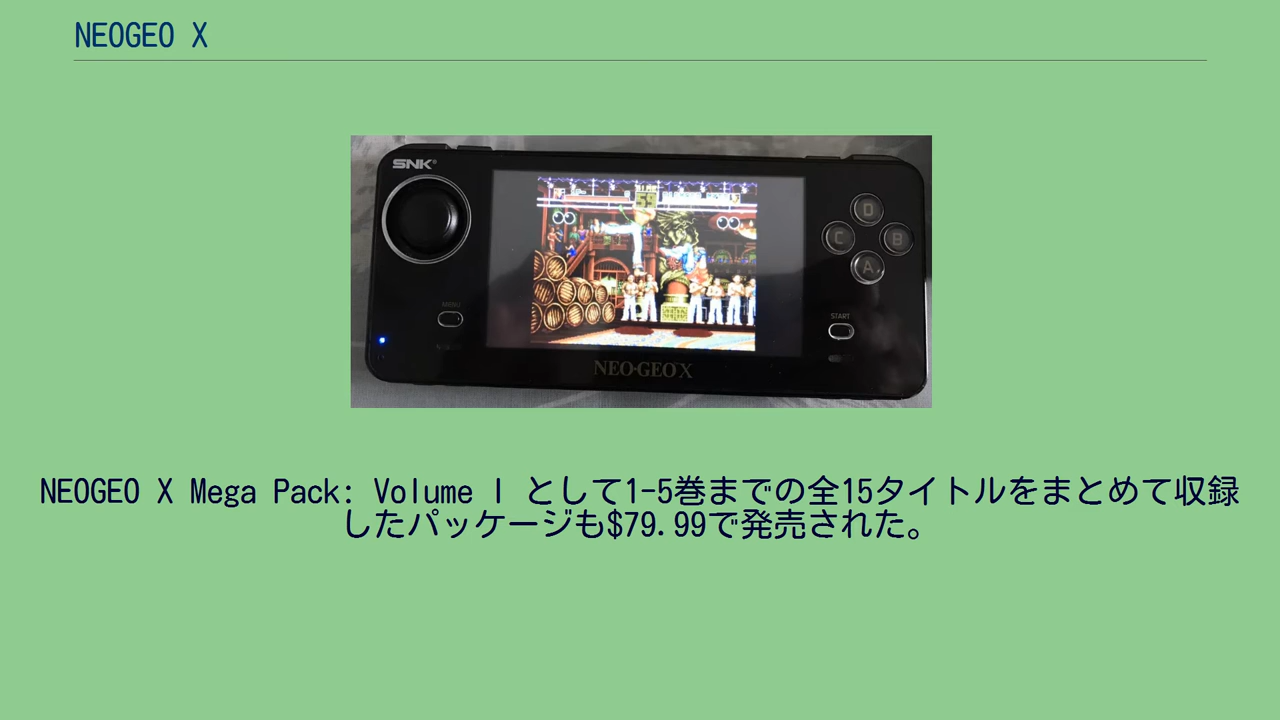 NEOGEO X
SNK
D
C
B
A
MENU
START
59
NEO·GEO X
NEOGEO X Mega Pack: Volume I として1-5巻までの全15タイトルをまとめて収録
したパッケージも$79.99で発売された。